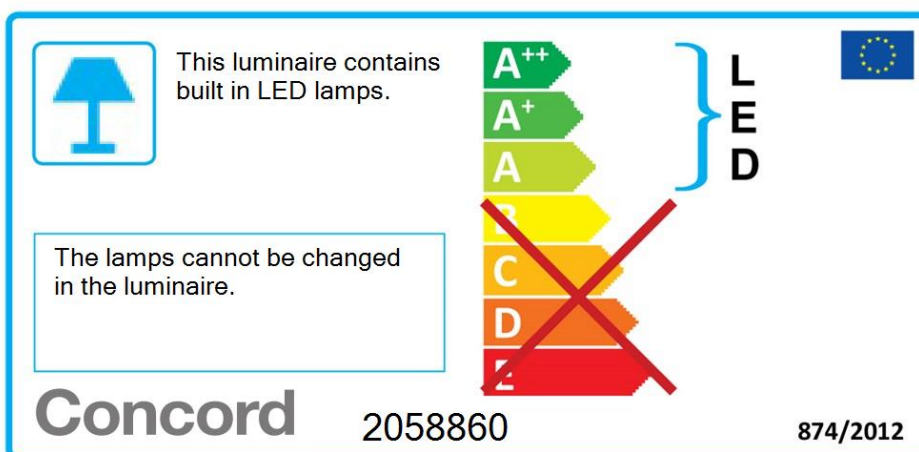 This luminaire contains
built in LED lamps.
A++
A+
A
B
C
D
E
L
E
D
The lamps cannot be changed
in the luminaire.
Concord
2058860
874/2012